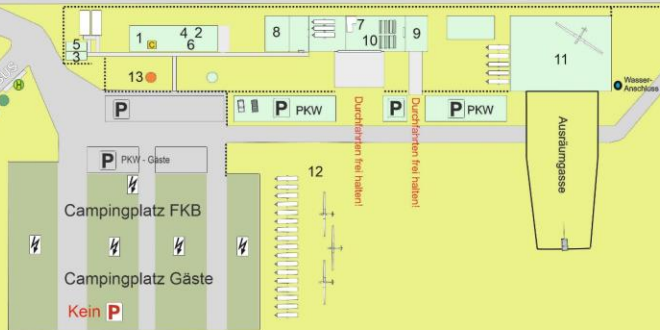 7
1
4 2
6
C
8
10
9
5
3
11
BUS
H
13
Wasser-
Anschluss
P
P PKW
P
P PKW
Durchfahrten frei halten!
Durchfahrten frei halten!
Ausräumgasse
P PKW - Gäste
12
Campingplatz FKB
Campingplatz Gäste
Kein P